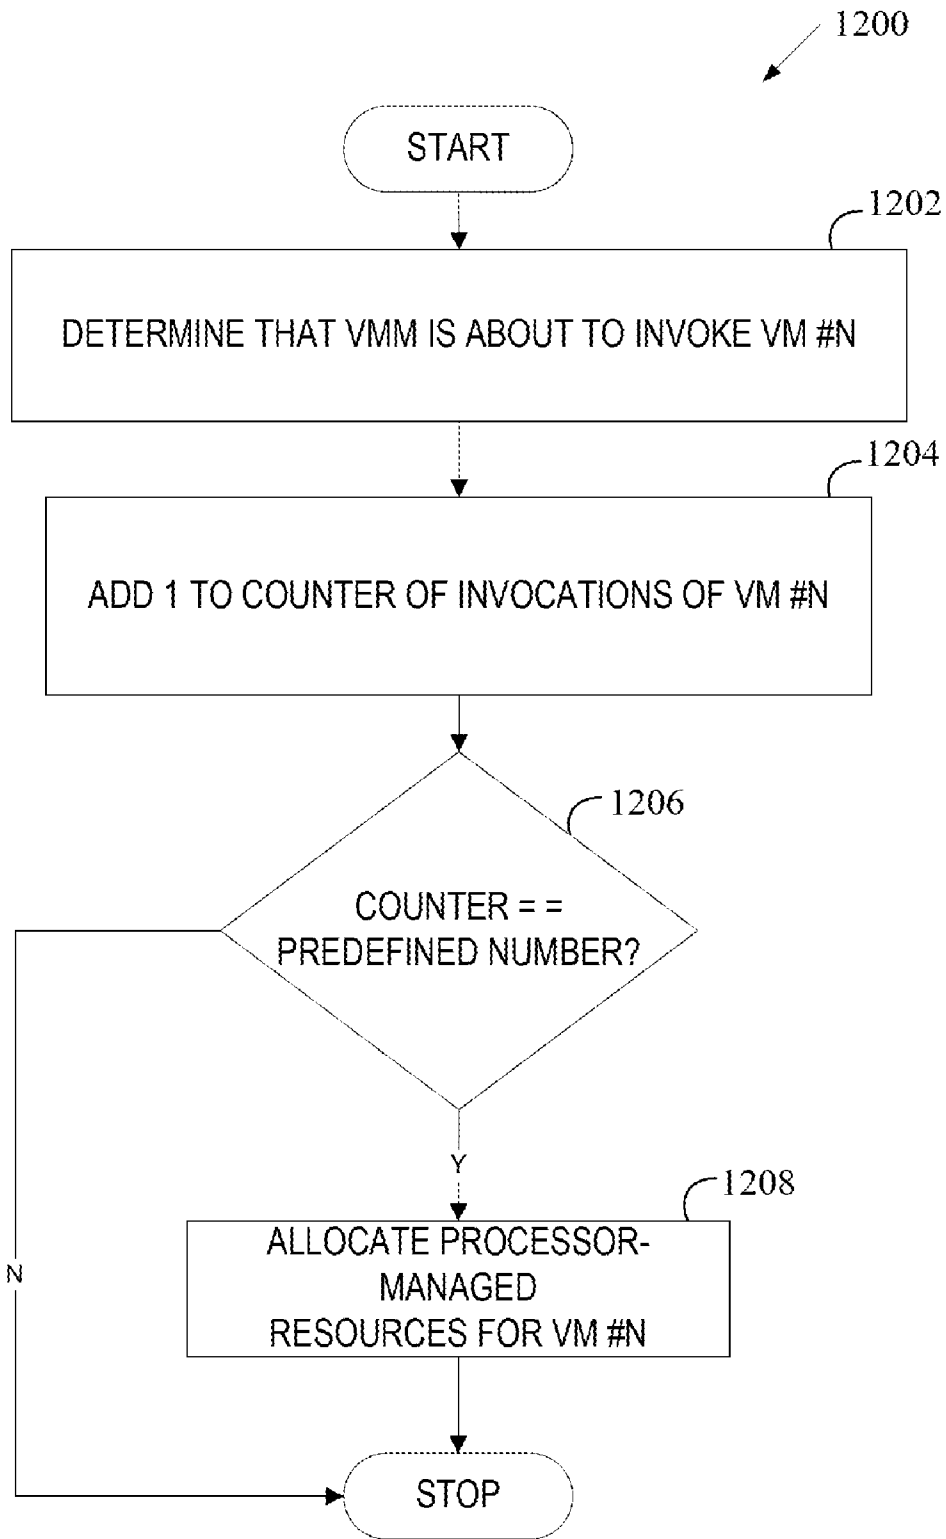 1200
START
1202
DETERMINE THAT VMM IS ABOUT TO INVOKE VM #N
1204
ADD 1 TO COUNTER OF INVOCATIONS OF VM #N
1206
COUNTER = =
PREDEFINED NUMBER?
Y
1208
ALLOCATE PROCESSOR-
MANAGED
RESOURCES FOR VM #N
N
STOP